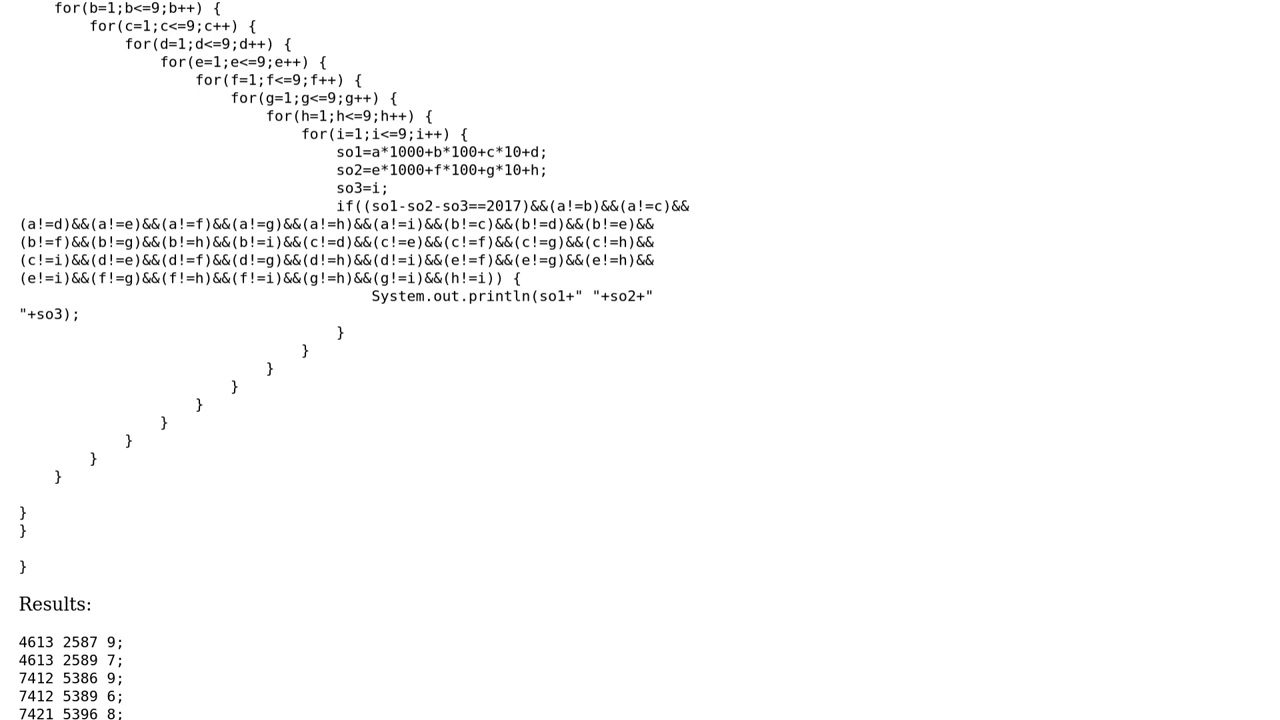 for(b=1;b<=9;b++) {
for(c=1;c<=9;c++) {
for(d=1;d<=9;d++) {
for(e=1;e<=9;e++) {
for(f=1;f<=9;f++) {
for(g=1;g<=9;g++) {
for(h=1;h<=9;h++) {
for(i=1;i<=9;i++) {
so1=a*1000+b*100+c*10+d;
so2=e*1000+f*100+g*10+h;
so3=i;
if((so1-so2-so3==2017)&&(a!=b)&&(a!=c)&&
(a!=d)&&(a!=e)&&(a!=f)&&(a!=g)&&(a!=h)&&(a!=i)&&(b!=c)&&(b!=d)&&(b!=e)&&
(b!=f)&&(b!=g)&&(b!=h)&&(b!=i)&&(c!=d)&&(c!=e)&&(c!=f)&&(c!=g)&&(c!=h)&&
(c!=i)&&(d!=e)&&(d!=f)&&(d!=g)&&(d!=h)&&(d!=i)&&(e!=f)&&(e!=g)&&(e!=h)&&
(e!=i)&&(f!=g)&&(f!=h)&&(f!=i)&&(g!=h)&&(g!=i)&&(h!=i)) {
System.out.println(so1+" "+so2+"
"+so3);
}
}
}
}
}
}
}
}
}
}
}
}
Results:
4613 2587 9;
4613 2589 7;
7412 5386 9;
7412 5389 6;
7421 5396 8;